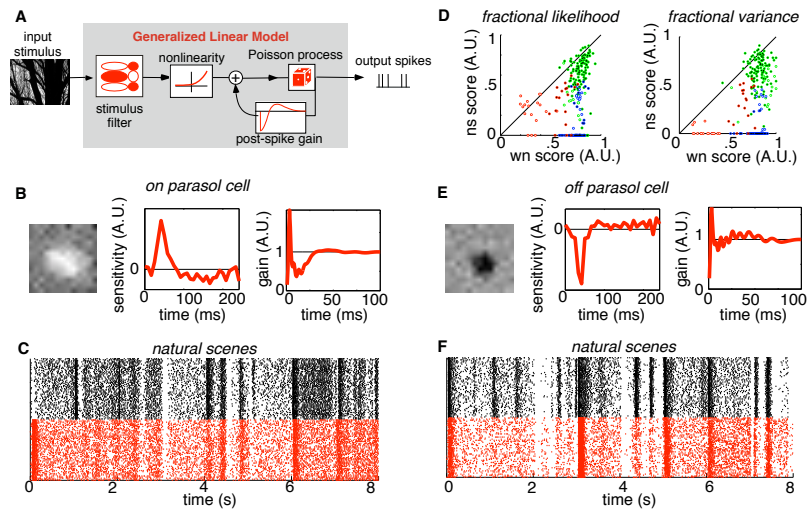 A
Generalized Linear Model
input
stimulus
nonlinearity
Poisson process
output spikes
+
stimulus
filter
post-spike gain
B
on parasol cell
sensitivity (A.U.)
0
0
200
time (ms)
gain (A.U.)
1
0
50
100
time (ms)
C
natural scenes
0
2
4
6
8
time (s)
D
fractional likelihood
ns score (A.U.)
1
.5
0
0
.5
1
wn score (A.U.)
fractional variance
ns score (A.U.)
1
.5
0
0
.5
1
wn score (A.U.)
E
off parasol cell
sensitivity (A.U.)
0
0
200
time (ms)
gain (A.U.)
1
0
50
100
time (ms)
F
natural scenes
0
2
4
6
8
time (s)